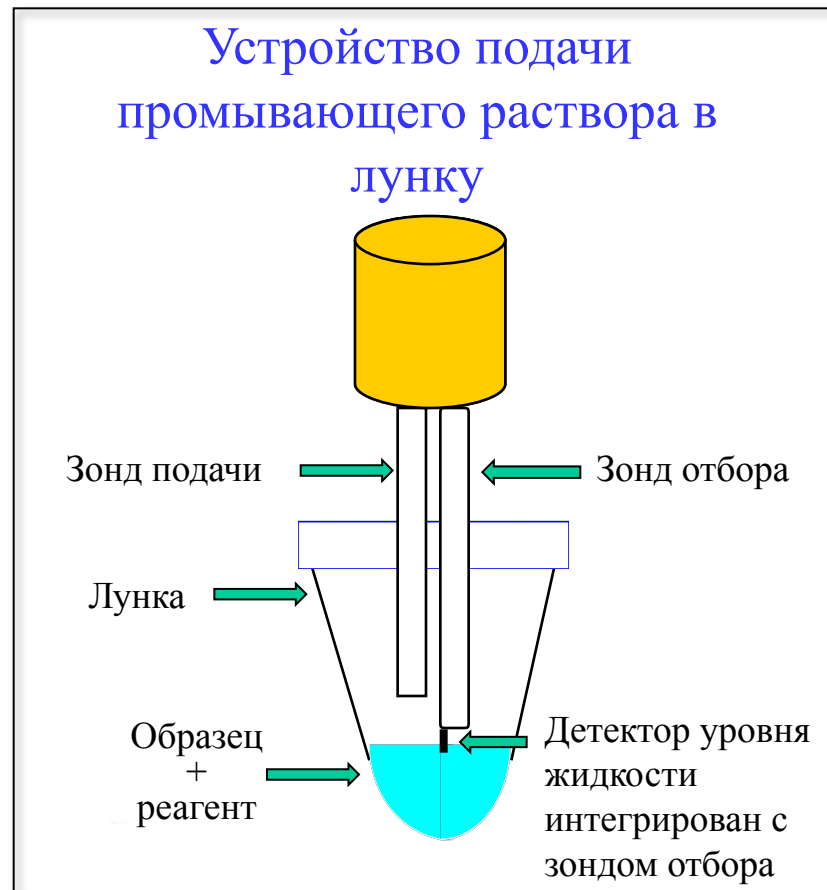 Устройство подачи
промывающего раствора в
лунку
Зонд подачи
Зонд отбора
Лунка
Образец
+
реагент
Детектор уровня
жидкости
интегрирован с
зондом отбора